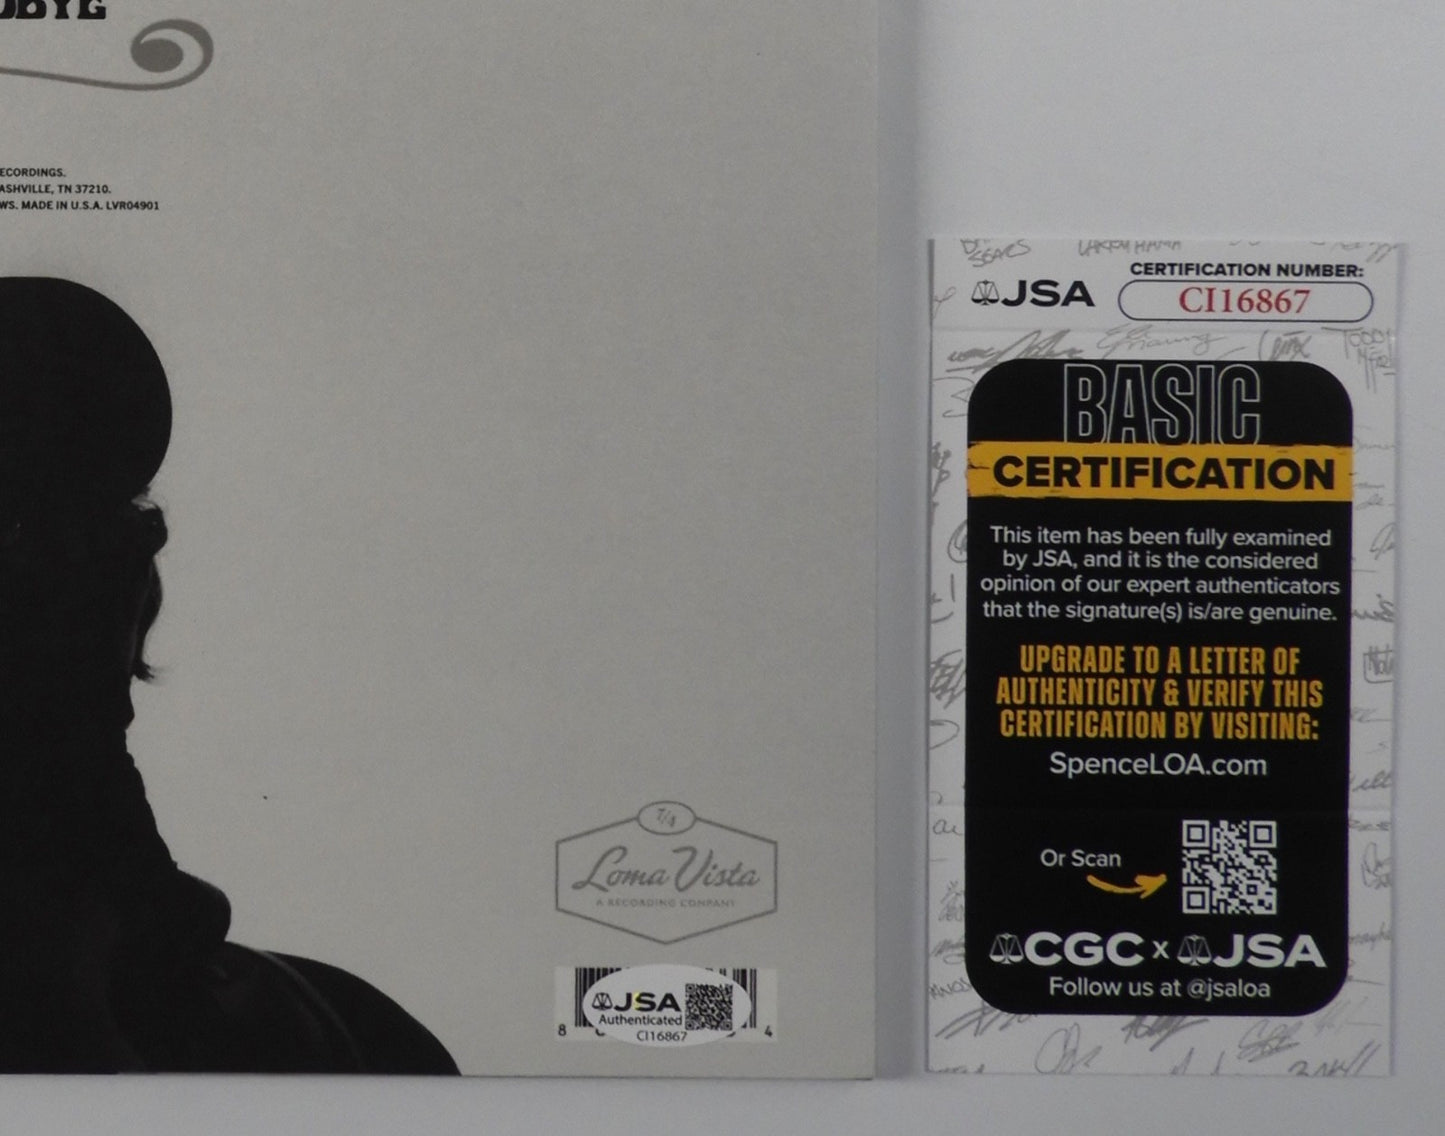 ECORDINGS.
ASHVILLE, TN 37210.
WS. MADE IN U.S.A. LVR04901
T/4
Loma Vista
A RECORDING COMPANY
JSA
Authenticated
CI16867
8
4
JSA
CERTIFICATION NUMBER:
CI16867
BASIC
CERTIFICATION
This item has been fully examined
by JSA, and it is the considered
opinion of our expert authenticators
that the signature(s) is/are genuine.
UPGRADE TO A LETTER OF
AUTHENTICITY & VERIFY THIS
CERTIFICATION BY VISITING:
SpenceLOA.com
Or Scan
CGC x JSA
Follow us at @jsaloa